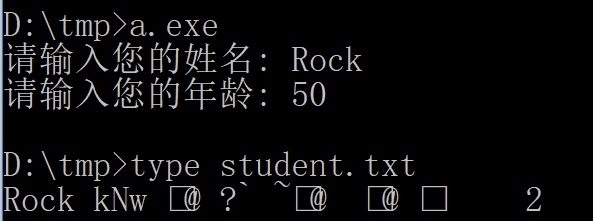 D:\tmp>a.exe
请输入您的姓名: Rock
请输入您的年龄: 50
D:\tmp>type student.txt
Rock kNw □@ ?` ~□@ □@ □ 2